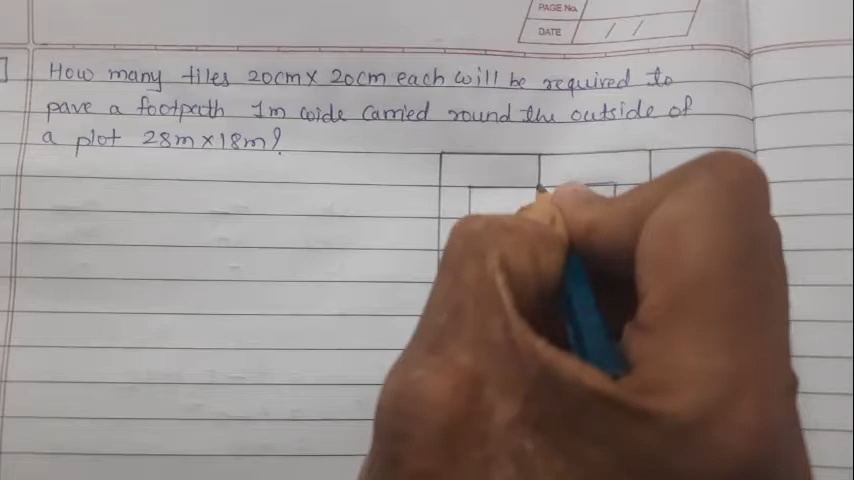 PAGE No.
DATE / /
How many tiles 20cm x 20cm each will be required to
pave a footpath 1m wide carried round the outside of
a plot 28m x 18m?